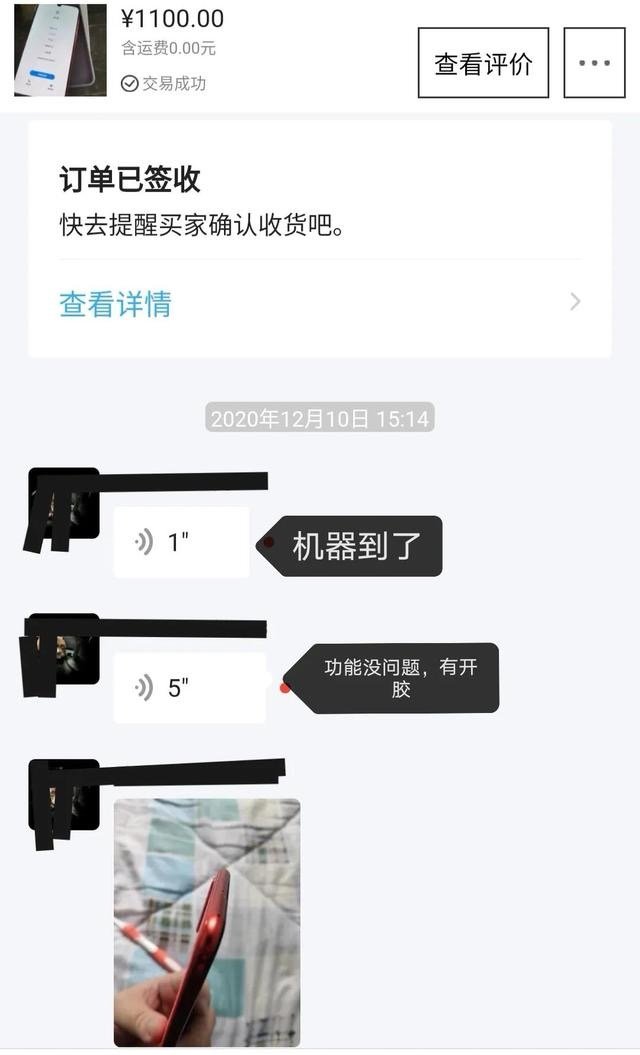 ¥1100.00
含运费0.00元
交易成功
查看评价
订单已签收
快去提醒买家确认收货吧。
查看详情
2020年12月10日 15:14
1"
机器到了
5"
功能没问题，有开
胶